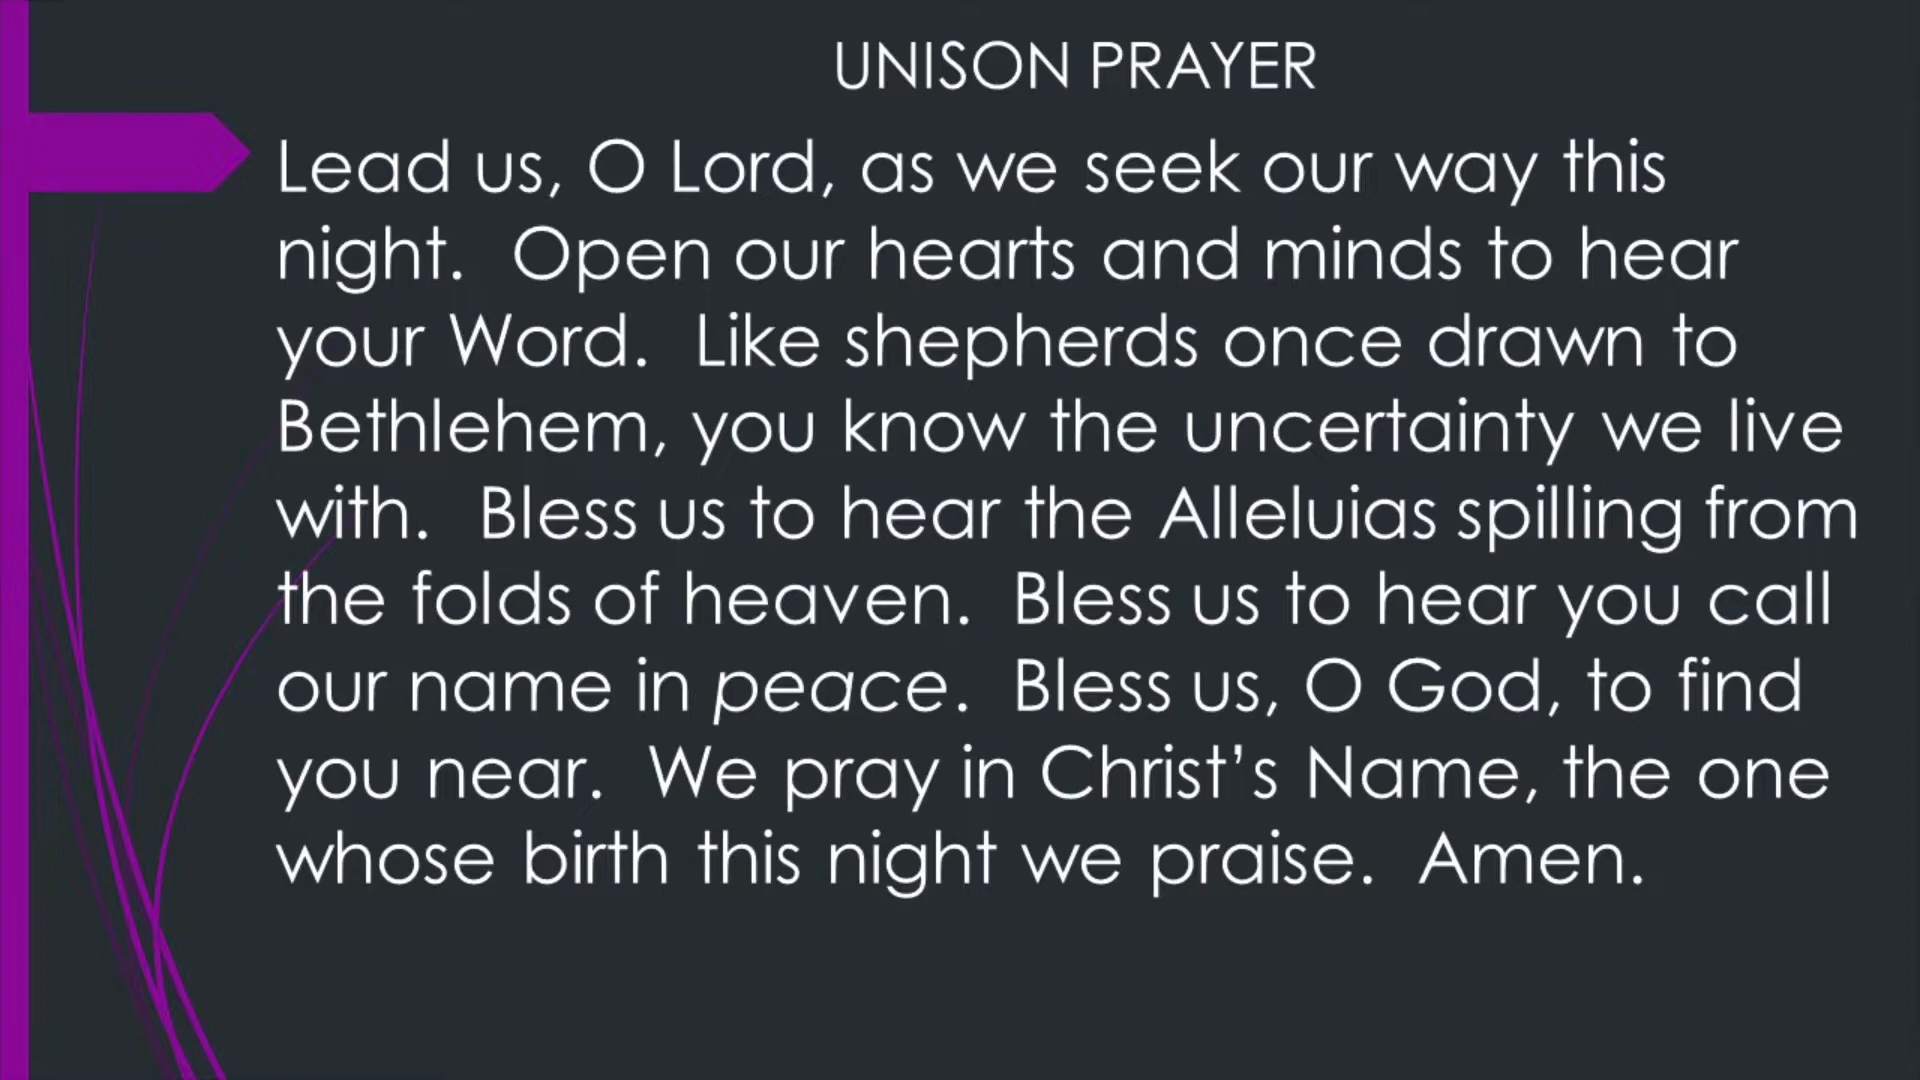 UNISON PRAYER
Lead us, O Lord, as we seek our way this
night.  Open our hearts and minds to hear
your Word.  Like shepherds once drawn to
Bethlehem, you know the uncertainty we live
with.  Bless us to hear the Alleluias spilling from
the folds of heaven.  Bless us to hear you call
our name in peace.  Bless us, O God, to find
you near.  We pray in Christ’s Name, the one
whose birth this night we praise.  Amen.